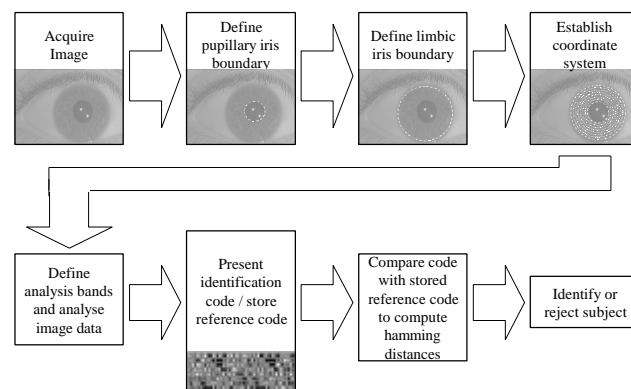 Acquire
Image
Define
pupillary iris
boundary
Define limbic
iris boundary
Establish
coordinate
system
Define
analysis bands
and analyse
image data
Present
identification
code / store
reference code
Compare code
with stored
reference code
to compute
hamming
distances
Identify or
reject subject